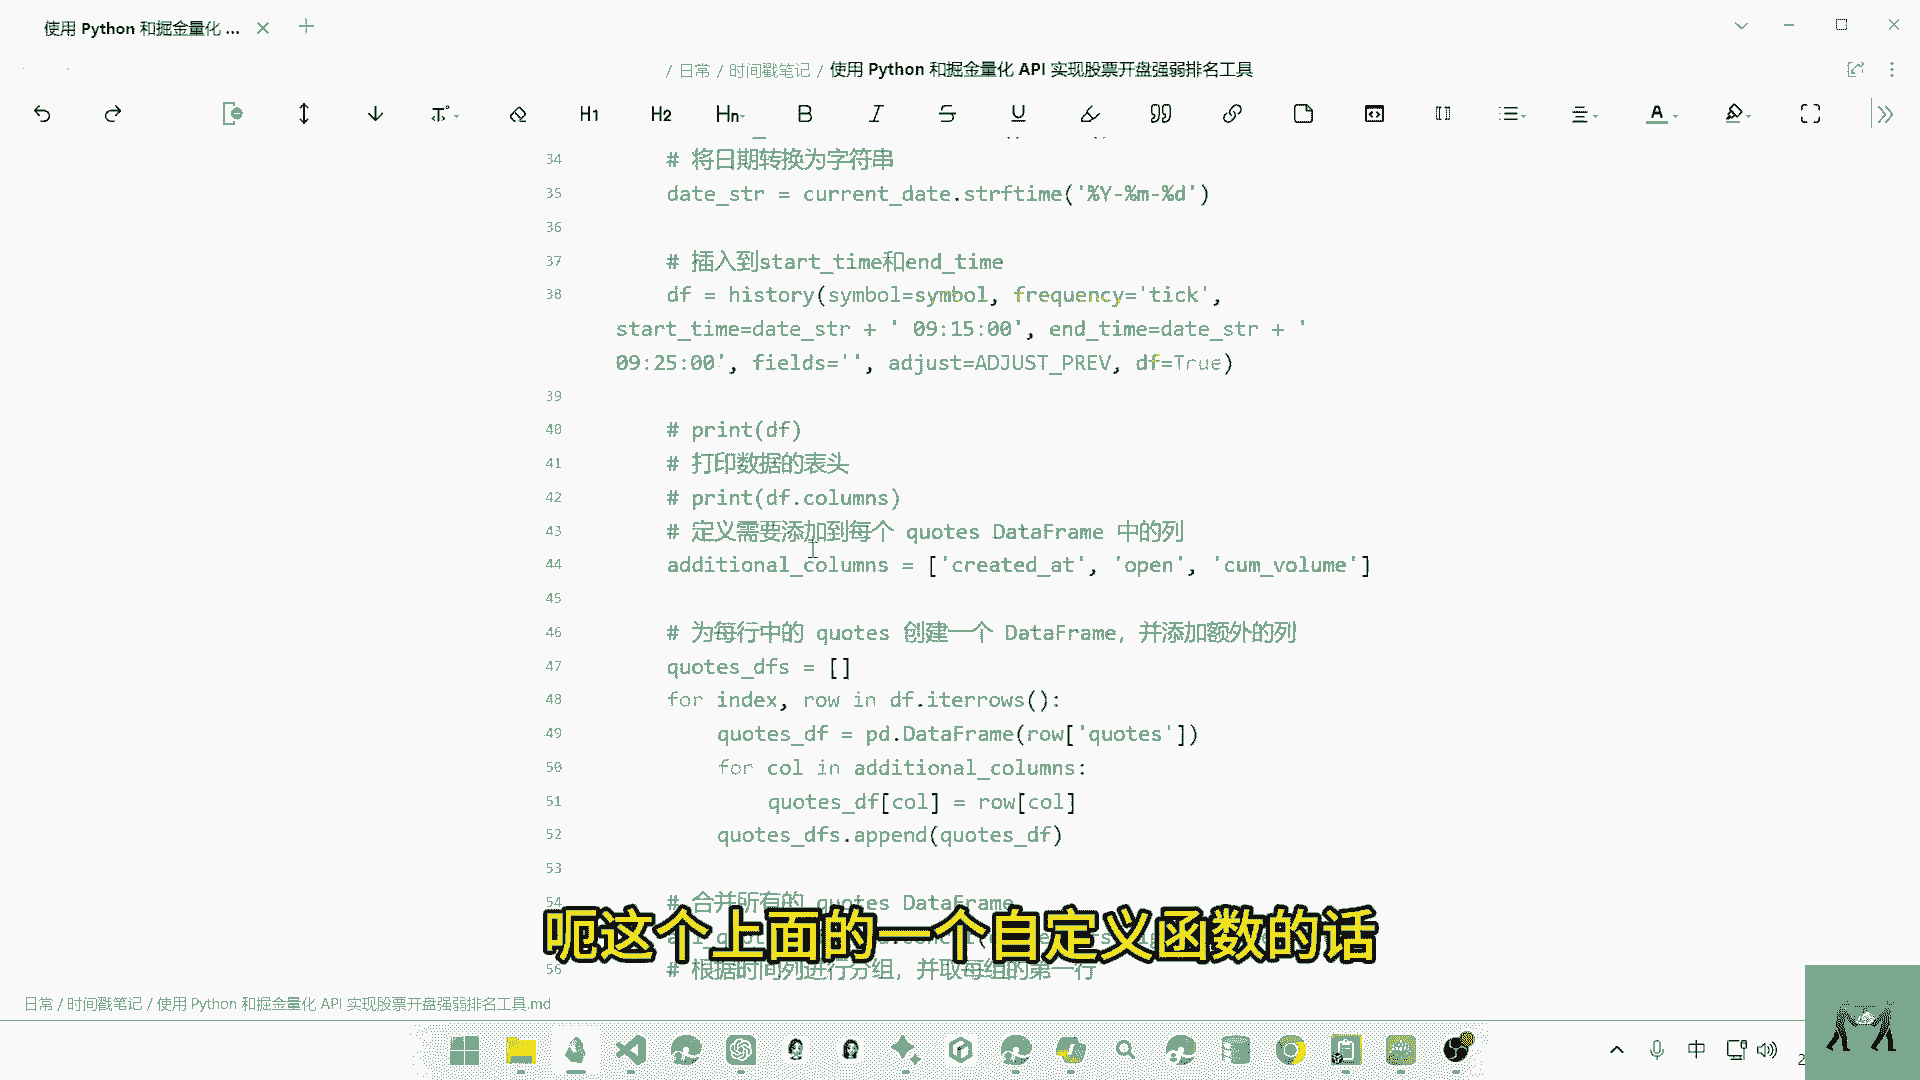 使用 Python 和掘金量化 ...
/ 日常 / 时间戳笔记 / 使用 Python 和掘金量化 API 实现股票开盘强弱排名工具
H1 H2 Hn B I S U A
34 # 将日期转换为字符串
35 date_str = current_date.strftime('%Y-%m-%d')
36
37 # 插入到start_time和end_time
38 df = history(symbol=symbol, frequency='tick',
start_time=date_str + ' 09:15:00', end_time=date_str + '
09:25:00', fields='', adjust=ADJUST_PREV, df=True)
39
40 # print(df)
41 # 打印数据的表头
42 # print(df.columns)
43 # 定义需要添加到每个 quotes DataFrame 中的列
44 additional_columns = ['created_at', 'open', 'cum_volume']
45
46 # 为每行中的 quotes 创建一个 DataFrame，并添加额外的列
47 quotes_dfs = []
48 for index, row in df.iterrows():
49 quotes_df = pd.DataFrame(row['quotes'])
50 for col in additional_columns:
51 quotes_df[col] = row[col]
52 quotes_dfs.append(quotes_df)
53
54 # 合并所有的 quotes DataFrame
呃这个上面的一个自定义函数的话
56 # 根据时间列进行分组，并取每组的第一行
日常 / 时间戳笔记 / 使用 Python 和掘金量化 API 实现股票开盘强弱排名工具.md
中